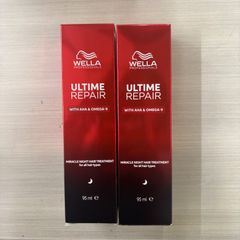 WELLA
PROFESSIONALS
ULTIME
REPAIR
WITH AHA & OMEGA-9
MIRACLE NIGHT HAIR TREATMENT
for all hair types
95 ml e
WELLA
PROFESSIONALS
ULTIME
REPAIR
WITH AHA & OMEGA-9
MIRACLE NIGHT HAIR TREATMENT
for all hair types
95 ml e